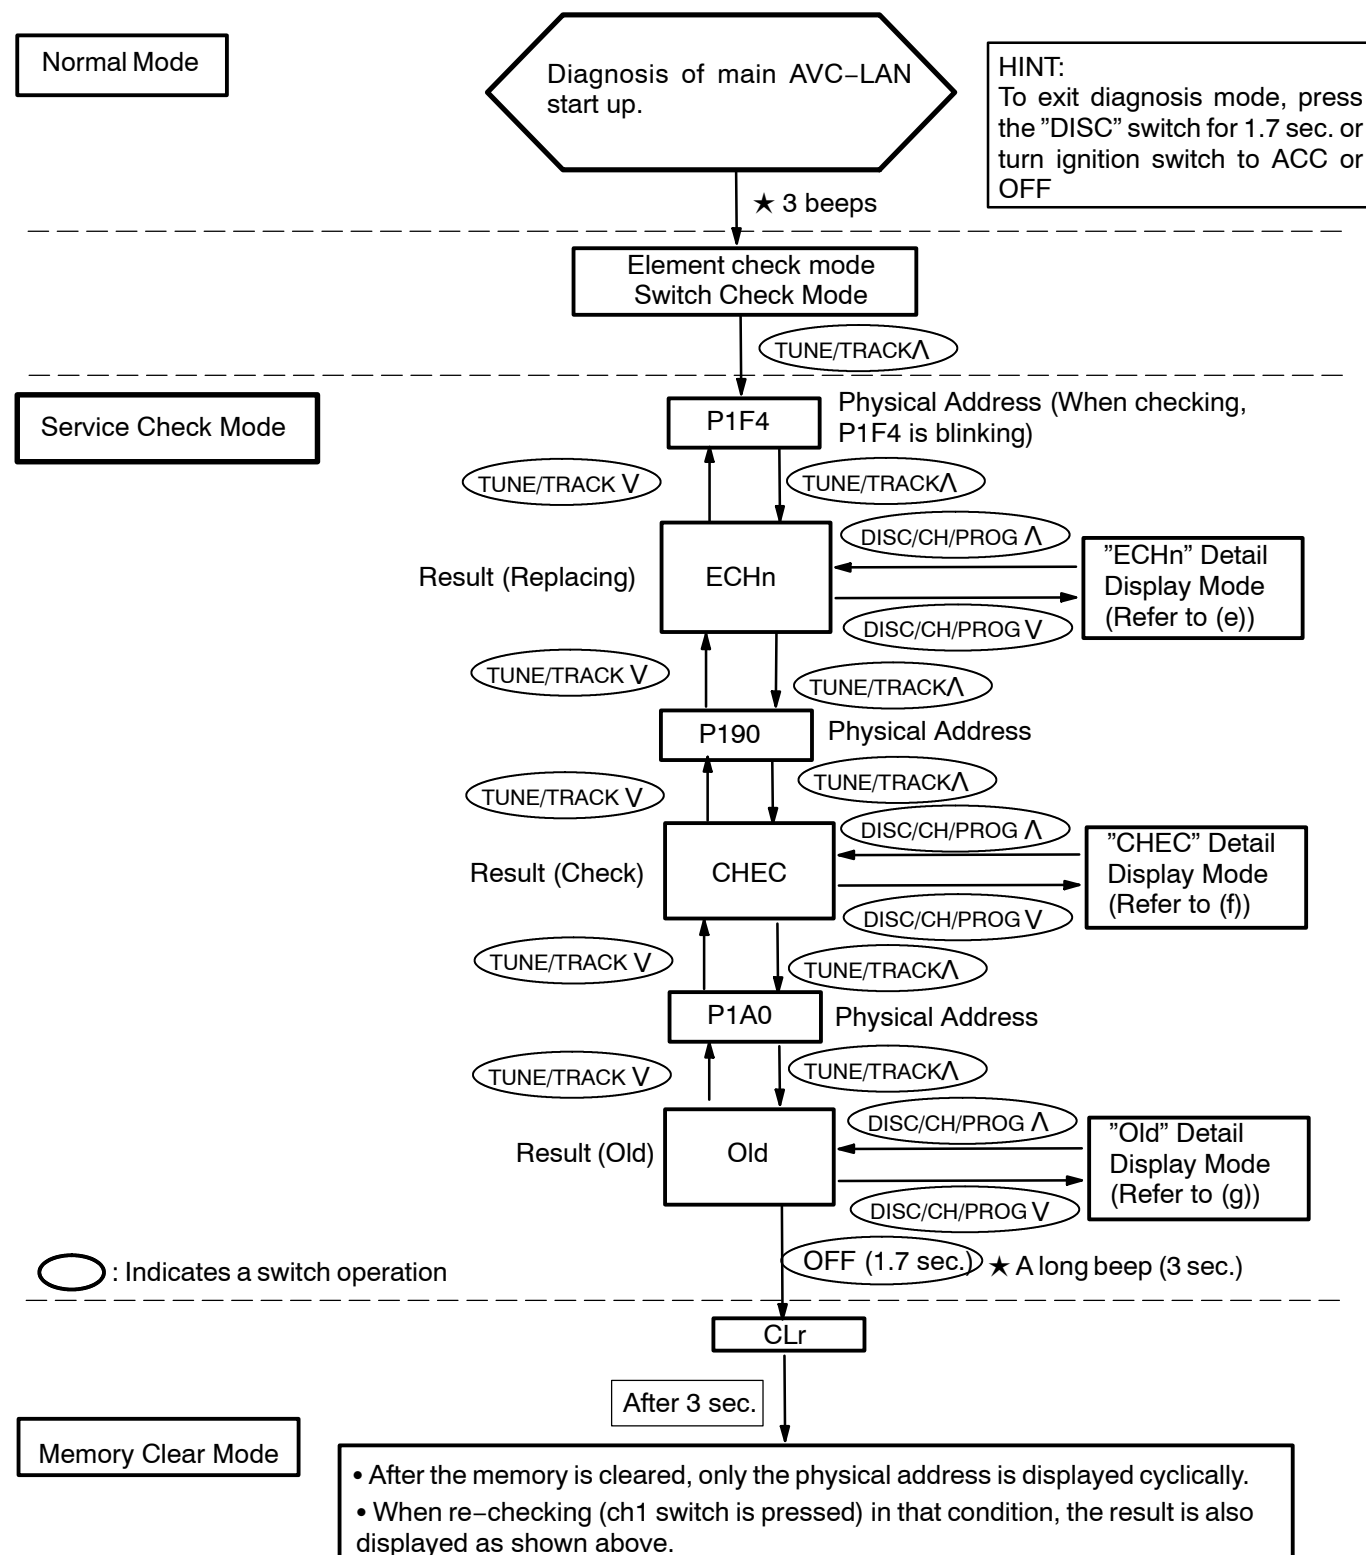 Normal Mode
Diagnosis of main AVC−LAN
start up.
HINT:
To exit diagnosis mode, press
the ”DISC” switch for 1.7 sec. or
turn ignition switch to ACC or
OFF
★ 3 beeps
Element check mode
Switch Check Mode
TUNE/TRACK Λ
Service Check Mode
P1F4
Physical Address (When checking,
P1F4 is blinking)
TUNE/TRACK V
TUNE/TRACK Λ
DISC/CH/PROG Λ
Result (Replacing)
ECHn
”ECHn” Detail
Display Mode
(Refer to (e))
DISC/CH/PROG V
TUNE/TRACK V
TUNE/TRACK Λ
P190
Physical Address
TUNE/TRACK V
TUNE/TRACK Λ
DISC/CH/PROG Λ
Result (Check)
CHEC
”CHEC” Detail
Display Mode
(Refer to (f))
DISC/CH/PROG V
TUNE/TRACK V
TUNE/TRACK Λ
P1A0
Physical Address
TUNE/TRACK V
TUNE/TRACK Λ
DISC/CH/PROG Λ
Result (Old)
Old
”Old” Detail
Display Mode
(Refer to (g))
DISC/CH/PROG V
: Indicates a switch operation
OFF (1.7 sec.)
★ A long beep (3 sec.)
CLr
After 3 sec.
Memory Clear Mode
• After the memory is cleared, only the physical address is displayed cyclically.
• When re−checking (ch1 switch is pressed) in that condition, the result is also
displayed as shown above.